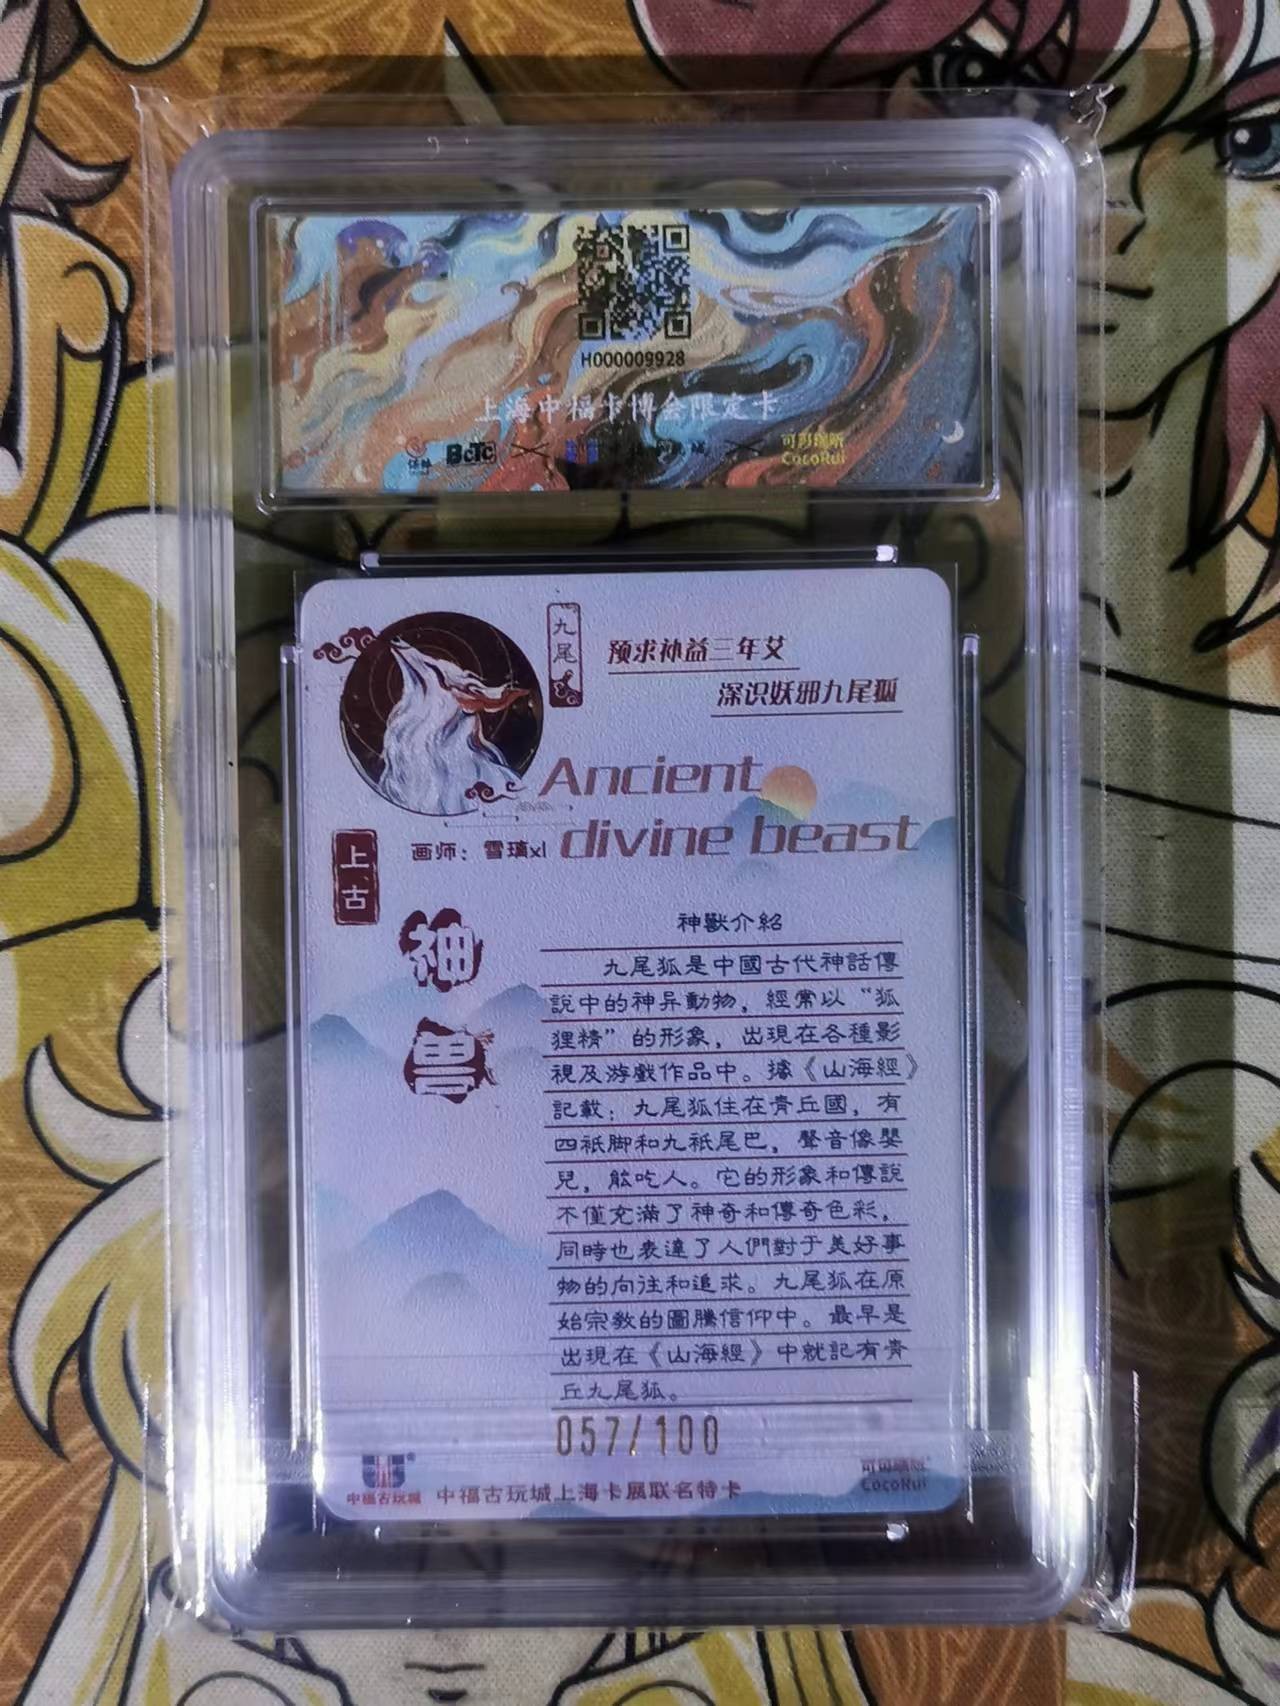 H000009928
上海中福卡博会限定卡
保粹 BCTC × × 可可瑞昕
CocoRui
九尾
预求补益三年艾
深识妖邪九尾狐
Ancient
divine beast
画师：雪璃xl
上古
神兽
神獸介紹
九尾狐是中國古代神話傳
說中的神异動物，經常以“狐
狸精”的形象，出現在各種影
視及游戲作品中。據《山海經》
記載：九尾狐住在青丘國，有
四衹脚和九衹尾巴，聲音像嬰
兒，能吃人。它的形象和傳說
不僅充滿了神奇和傳奇色彩，
同時也表達了人們對于美好事
物的向往和追求。九尾狐在原
始宗教的圖騰信仰中。最早是
出現在《山海經》中就記有青
丘九尾狐。
057/100
中福古玩城
中福古玩城上海卡展联名特卡
可可瑞昕
CocoRui